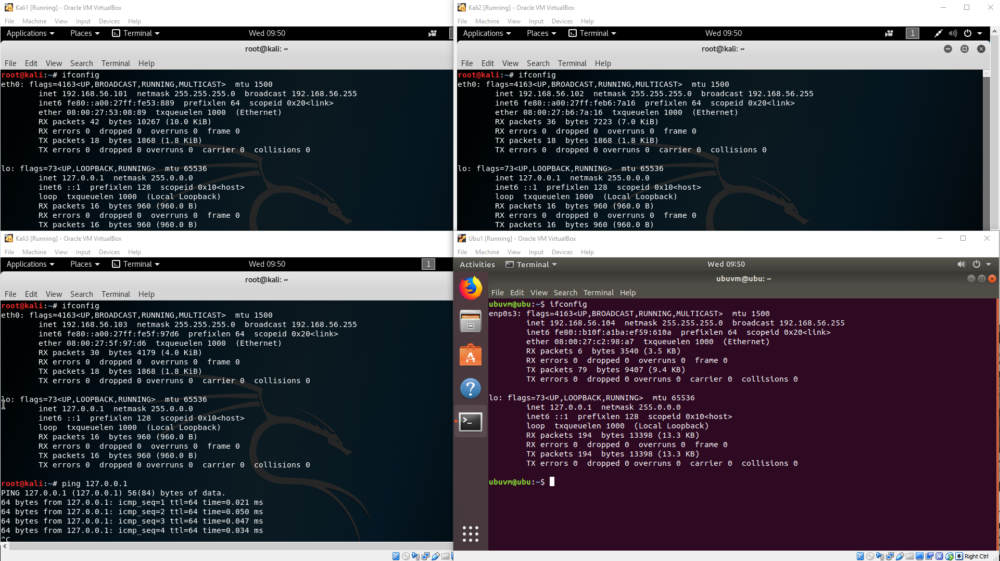 Kali1 [Running] - Oracle VM VirtualBox
File Machine View Input Devices Help
Applications Places Terminal Wed 09:50
root@kali: ~
File Edit View Search Terminal Help
root@kali:~# ifconfig
eth0: flags=4163<UP,BROADCAST,RUNNING,MULTICAST>  mtu 1500
        inet 192.168.56.101  netmask 255.255.255.0  broadcast 192.168.56.255
        inet6 fe80::a00:27ff:fe53:889  prefixlen 64  scopeid 0x20<link>
        ether 08:00:27:53:08:89  txqueuelen 1000  (Ethernet)
        RX packets 42  bytes 10267 (10.0 KiB)
        RX errors 0  dropped 0  overruns 0  frame 0
        TX packets 18  bytes 1868 (1.8 KiB)
        TX errors 0  dropped 0 overruns 0  carrier 0  collisions 0
lo: flags=73<UP,LOOPBACK,RUNNING>  mtu 65536
        inet 127.0.0.1  netmask 255.0.0.0
        inet6 ::1  prefixlen 128  scopeid 0x10<host>
        loop  txqueuelen 1000  (Local Loopback)
        RX packets 16  bytes 960 (960.0 B)
        RX errors 0  dropped 0  overruns 0  frame 0
        TX packets 16  bytes 960 (960.0 B)
Kali2 [Running] - Oracle VM VirtualBox
File Machine View Input Devices Help
Applications Places Terminal Wed 09:50 1
root@kali: ~
File Edit View Search Terminal Help
root@kali:~# ifconfig
eth0: flags=4163<UP,BROADCAST,RUNNING,MULTICAST>  mtu 1500
        inet 192.168.56.102  netmask 255.255.255.0  broadcast 192.168.56.255
        inet6 fe80::a00:27ff:feb6:7a16  prefixlen 64  scopeid 0x20<link>
        ether 08:00:27:b6:7a:16  txqueuelen 1000  (Ethernet)
        RX packets 36  bytes 7223 (7.0 KiB)
        RX errors 0  dropped 0  overruns 0  frame 0
        TX packets 18  bytes 1868 (1.8 KiB)
        TX errors 0  dropped 0 overruns 0  carrier 0  collisions 0
lo: flags=73<UP,LOOPBACK,RUNNING>  mtu 65536
        inet 127.0.0.1  netmask 255.0.0.0
        inet6 ::1  prefixlen 128  scopeid 0x10<host>
        loop  txqueuelen 1000  (Local Loopback)
        RX packets 16  bytes 960 (960.0 B)
        RX errors 0  dropped 0  overruns 0  frame 0
        TX packets 16  bytes 960 (960.0 B)
Kali3 [Running] - Oracle VM VirtualBox
File Machine View Input Devices Help
Applications Places Terminal Wed 09:50 1
root@kali: ~
File Edit View Search Terminal Help
root@kali:~# ifconfig
eth0: flags=4163<UP,BROADCAST,RUNNING,MULTICAST>  mtu 1500
        inet 192.168.56.103  netmask 255.255.255.0  broadcast 192.168.56.255
        inet6 fe80::a00:27ff:fe5f:97d6  prefixlen 64  scopeid 0x20<link>
        ether 08:00:27:5f:97:d6  txqueuelen 1000  (Ethernet)
        RX packets 30  bytes 4179 (4.0 KiB)
        RX errors 0  dropped 0  overruns 0  frame 0
        TX packets 18  bytes 1868 (1.8 KiB)
        TX errors 0  dropped 0 overruns 0  carrier 0  collisions 0
lo: flags=73<UP,LOOPBACK,RUNNING>  mtu 65536
        inet 127.0.0.1  netmask 255.0.0.0
        inet6 ::1  prefixlen 128  scopeid 0x10<host>
        loop  txqueuelen 1000  (Local Loopback)
        RX packets 16  bytes 960 (960.0 B)
        RX errors 0  dropped 0  overruns 0  frame 0
        TX packets 16  bytes 960 (960.0 B)
        TX errors 0  dropped 0 overruns 0  carrier 0  collisions 0
root@kali:~# ping 127.0.0.1
PING 127.0.0.1 (127.0.0.1) 56(84) bytes of data.
64 bytes from 127.0.0.1: icmp_seq=1 ttl=64 time=0.021 ms
64 bytes from 127.0.0.1: icmp_seq=2 ttl=64 time=0.050 ms
64 bytes from 127.0.0.1: icmp_seq=3 ttl=64 time=0.047 ms
64 bytes from 127.0.0.1: icmp_seq=4 ttl=64 time=0.034 ms
^C
Ubu1 [Running] - Oracle VM VirtualBox
File Machine View Input Devices Help
Activities Terminal Wed 09:50
ubuvm@ubu: ~
File Edit View Search Terminal Help
ubuvm@ubu:~$ ifconfig
enp0s3: flags=4163<UP,BROADCAST,RUNNING,MULTICAST>  mtu 1500
        inet 192.168.56.104  netmask 255.255.255.0  broadcast 192.168.56.255
        inet6 fe80::b10f:a1ba:ef59:610a  prefixlen 64  scopeid 0x20<link>
        ether 08:00:27:c2:98:a7  txqueuelen 1000  (Ethernet)
        RX packets 6  bytes 3540 (3.5 KB)
        RX errors 0  dropped 0  overruns 0  frame 0
        TX packets 79  bytes 9407 (9.4 KB)
        TX errors 0  dropped 0 overruns 0  carrier 0  collisions 0
lo: flags=73<UP,LOOPBACK,RUNNING>  mtu 65536
        inet 127.0.0.1  netmask 255.0.0.0
        inet6 ::1  prefixlen 128  scopeid 0x10<host>
        loop  txqueuelen 1000  (Local Loopback)
        RX packets 194  bytes 13398 (13.3 KB)
        RX errors 0  dropped 0  overruns 0  frame 0
        TX packets 194  bytes 13398 (13.3 KB)
        TX errors 0  dropped 0 overruns 0  carrier 0  collisions 0
ubuvm@ubu:~$
Right Ctrl